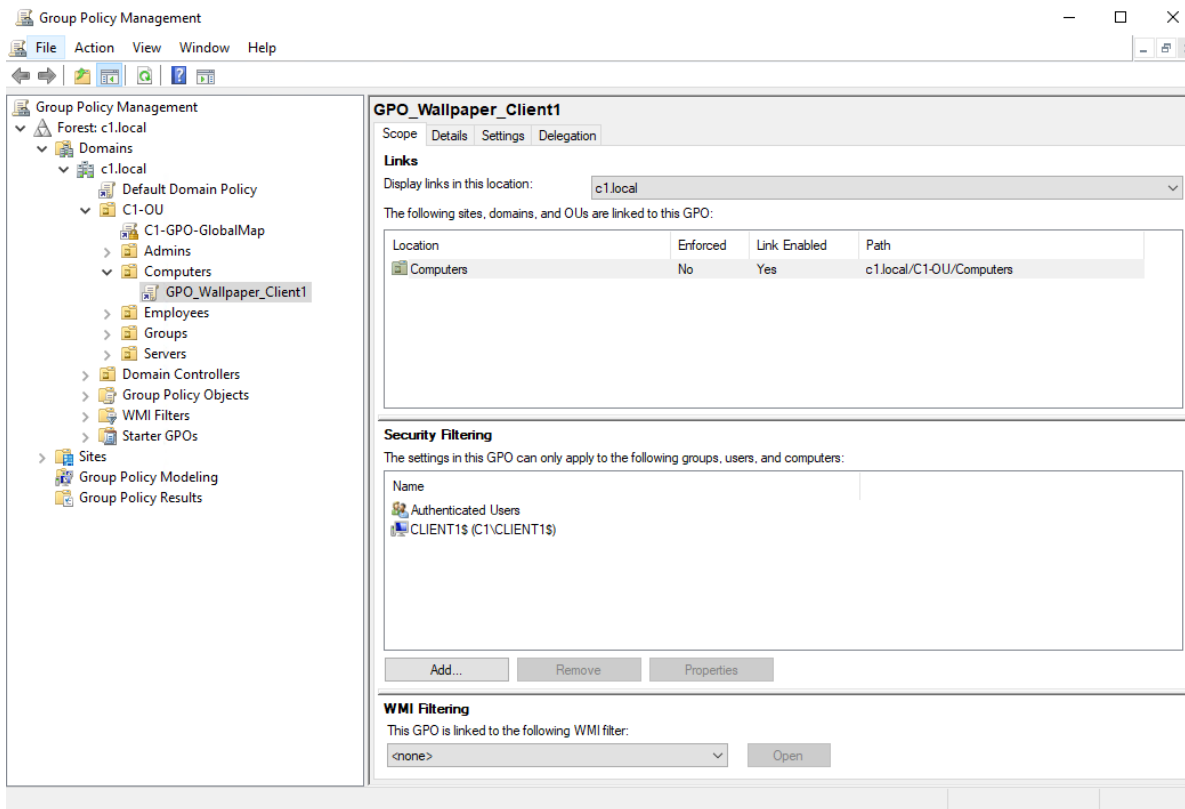 Group Policy Management
File Action View Window Help
Group Policy Management
Forest: c1.local
Domains
c1.local
Default Domain Policy
C1-OU
C1-GPO-GlobalMap
Admins
Computers
GPO_Wallpaper_Client1
Employees
Groups
Servers
Domain Controllers
Group Policy Objects
WMI Filters
Starter GPOs
Sites
Group Policy Modeling
Group Policy Results
GPO_Wallpaper_Client1
Scope Details Settings Delegation
Links
Display links in this location: c1.local
The following sites, domains, and OUs are linked to this GPO:
Location Enforced Link Enabled Path
Computers No Yes c1.local/C1-OU/Computers
Security Filtering
The settings in this GPO can only apply to the following groups, users, and computers:
Name
Authenticated Users
CLIENT1$ (C1\CLIENT1$)
Add... Remove Properties
WMI Filtering
This GPO is linked to the following WMI filter:
<none> Open